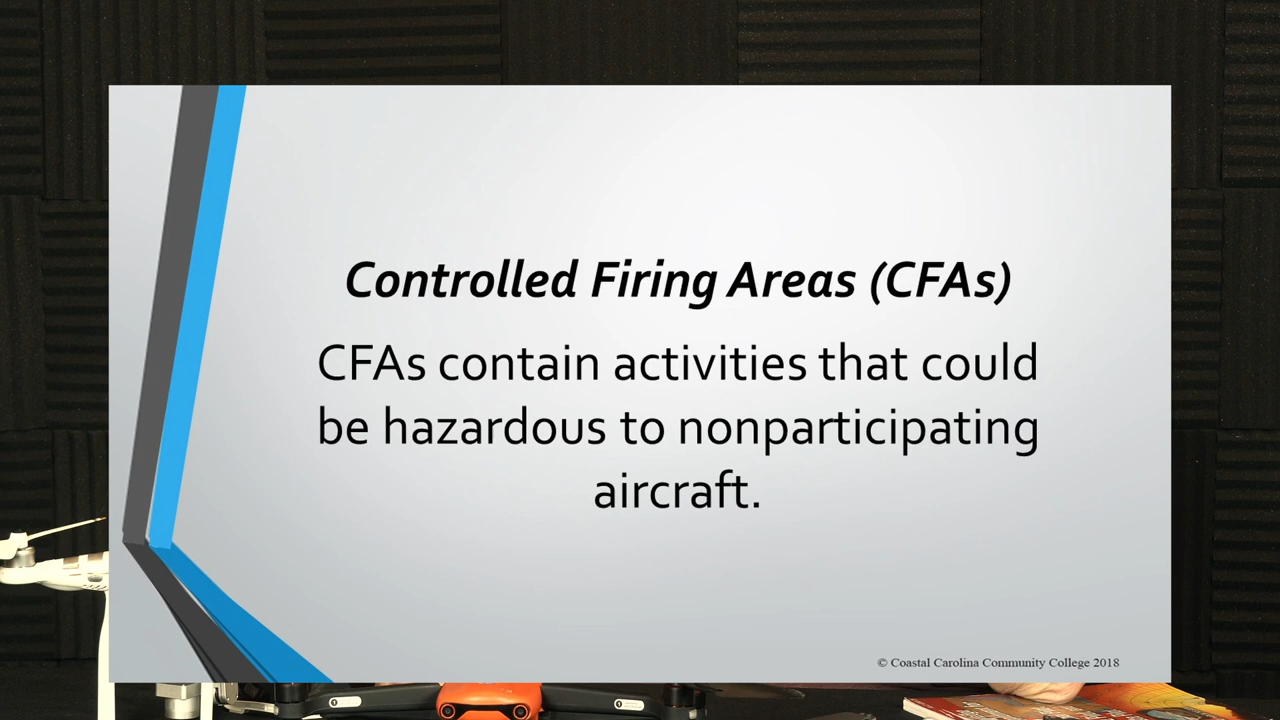 Controlled Firing Areas (CFAs)
CFAs contain activities that could
be hazardous to nonparticipating
aircraft.
© Coastal Carolina Community College 2018